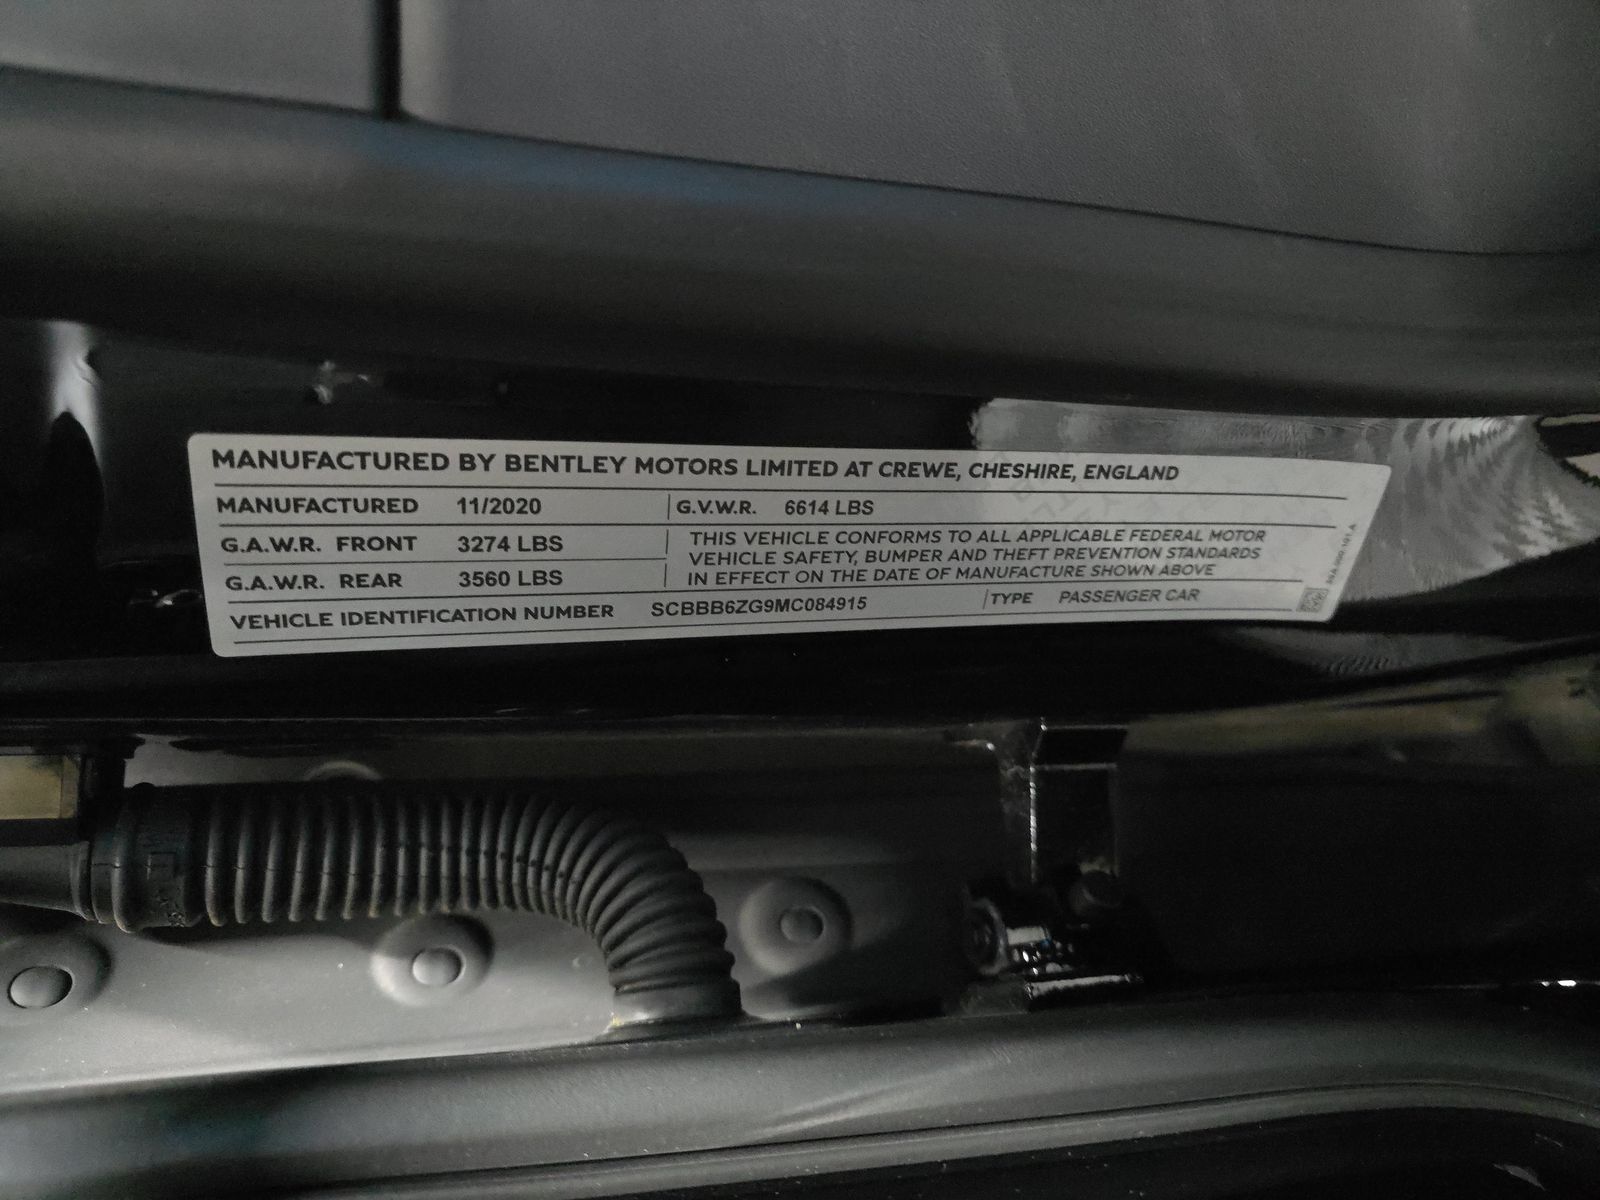 MANUFACTURED BY BENTLEY MOTORS LIMITED AT CREWE, CHESHIRE, ENGLAND
MANUFACTURED 11/2020 G.V.W.R. 6614 LBS
G.A.W.R. FRONT 3274 LBS
G.A.W.R. REAR 3560 LBS
THIS VEHICLE CONFORMS TO ALL APPLICABLE FEDERAL MOTOR
VEHICLE SAFETY, BUMPER AND THEFT PREVENTION STANDARDS
IN EFFECT ON THE DATE OF MANUFACTURE SHOWN ABOVE
VEHICLE IDENTIFICATION NUMBER SCBBB6ZG9MC084915 TYPE PASSENGER CAR